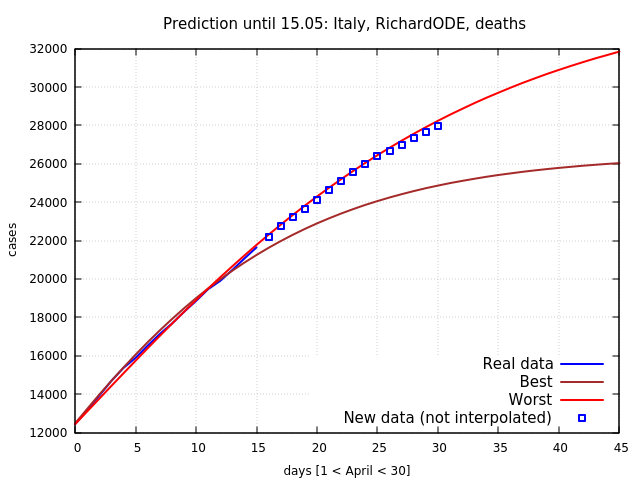 Prediction until 15.05: Italy, RichardODE, deaths
32000
30000
28000
26000
24000
22000
20000
18000
16000
14000
12000
cases
Real data
Best
Worst
New data (not interpolated)
0 5 10 15 20 25 30 35 40 45
days [1 < April < 30]